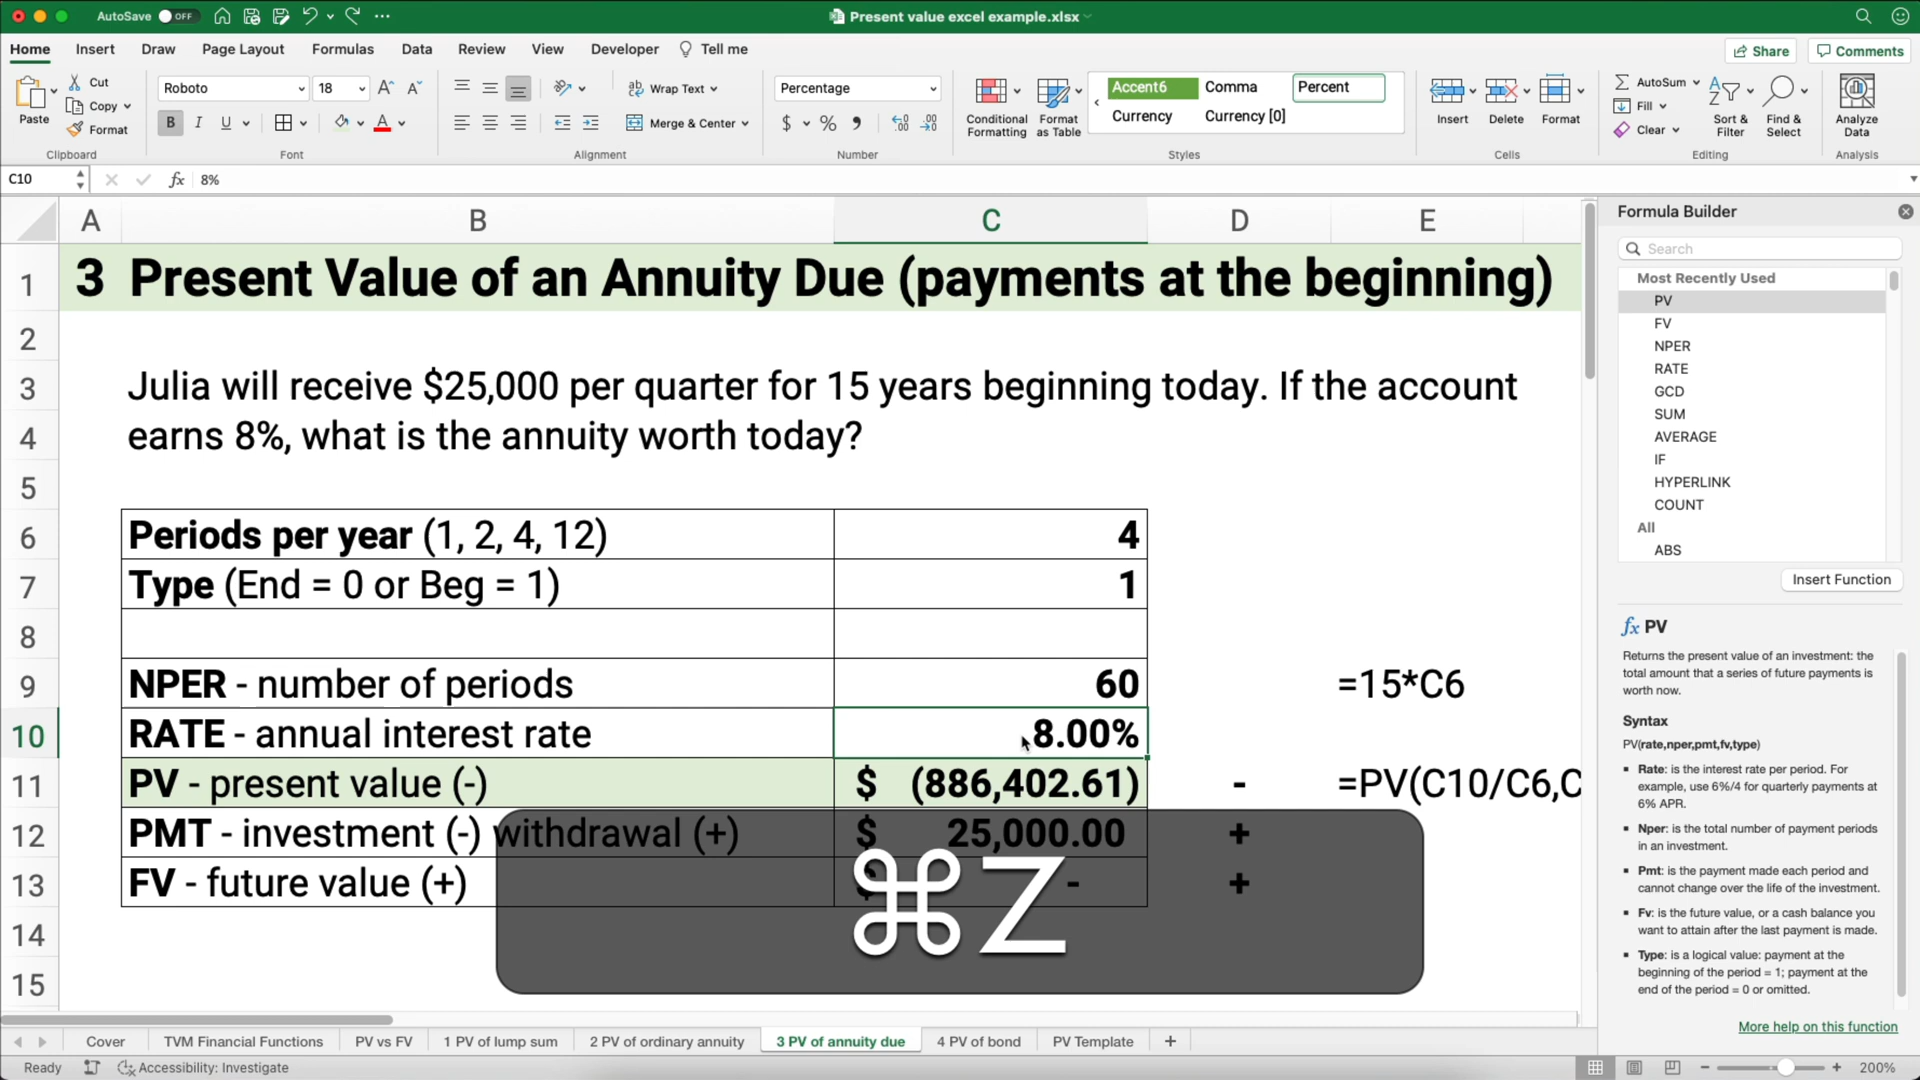 AutoSave OFF
Present value excel example.xlsx
Home Insert Draw Page Layout Formulas Data Review View Developer Tell me
Share Comments
Paste Cut Copy Format
Clipboard
Roboto 18
B I U A
Font
Wrap Text
Merge & Center
Alignment
Percentage
$ % ,
Number
Conditional Formatting
Format as Table
Accent6 Comma Percent
Currency Currency [0]
Styles
Insert Delete Format
Cells
AutoSum
Fill
Clear
Sort & Filter
Find & Select
Editing
Analyze Data
Analysis
C10 fx 8%
A B C D E
1 3 Present Value of an Annuity Due (payments at the beginning)
2
3 Julia will receive $25,000 per quarter for 15 years beginning today. If the account
4 earns 8%, what is the annuity worth today?
5
6 Periods per year (1, 2, 4, 12) 4
7 Type (End = 0 or Beg = 1) 1
8
9 NPER - number of periods 60 =15*C6
10 RATE - annual interest rate 8.00%
11 PV - present value (-) $ (886,402.61) - =PV(C10/C6,C
12 PMT - investment (-) withdrawal (+) $ 25,000.00 +
13 FV - future value (+) $ - +
14
15
⌘Z
Formula Builder
Search
Most Recently Used
PV
FV
NPER
RATE
GCD
SUM
AVERAGE
IF
HYPERLINK
COUNT
All
ABS
Insert Function
fx PV
Returns the present value of an investment: the
total amount that a series of future payments is
worth now.
Syntax
PV(rate,nper,pmt,fv,type)
▪ Rate: is the interest rate per period. For
example, use 6%/4 for quarterly payments at
6% APR.
▪ Nper: is the total number of payment periods
in an investment.
▪ Pmt: is the payment made each period and
cannot change over the life of the investment.
▪ Fv: is the future value, or a cash balance you
want to attain after the last payment is made.
▪ Type: is a logical value: payment at the
beginning of the period = 1; payment at the
end of the period = 0 or omitted.
More help on this function
Cover TVM Financial Functions PV vs FV 1 PV of lump sum 2 PV of ordinary annuity 3 PV of annuity due 4 PV of bond PV Template +
Ready Accessibility: Investigate 200%